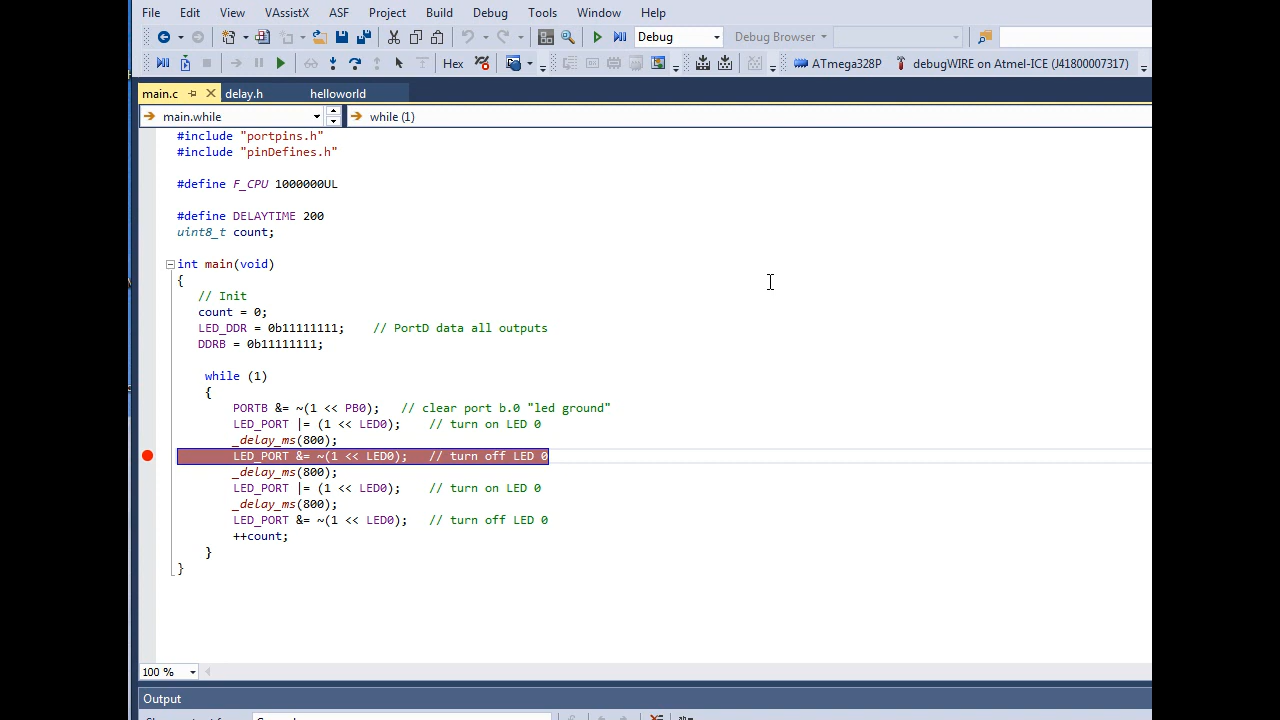 File Edit View VAssistX ASF Project Build Debug Tools Window Help
Debug Debug Browser
Hex ATmega328P debugWIRE on Atmel-ICE (J41800007317)
main.c delay.h helloworld
main.while while (1)
#include "portpins.h"
#include "pinDefines.h"
#define F_CPU 1000000UL
#define DELAYTIME 200
uint8_t count;
int main(void)
{
// Init
count = 0;
LED_DDR = 0b11111111; // PortD data all outputs
DDRB = 0b11111111;
while (1)
{
PORTB &= ~(1 << PB0); // clear port b.0 "led ground"
LED_PORT |= (1 << LED0); // turn on LED 0
_delay_ms(800);
LED_PORT &= ~(1 << LED0); // turn off LED 0
_delay_ms(800);
LED_PORT |= (1 << LED0); // turn on LED 0
_delay_ms(800);
LED_PORT &= ~(1 << LED0); // turn off LED 0
++count;
}
}
100 %
Output